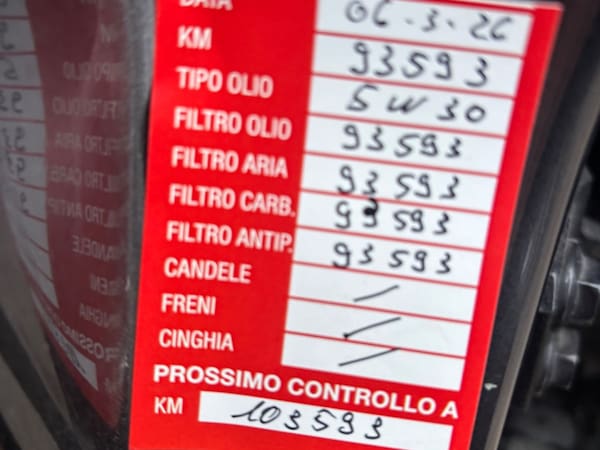 DATA 06-3-26
KM 93593
TIPO OLIO 5W30
FILTRO OLIO 93593
FILTRO ARIA 93593
FILTRO CARB. 93593
FILTRO ANTIP. 93593
CANDELE /
FRENI /
CINGHIA /
PROSSIMO CONTROLLO A
KM 103593